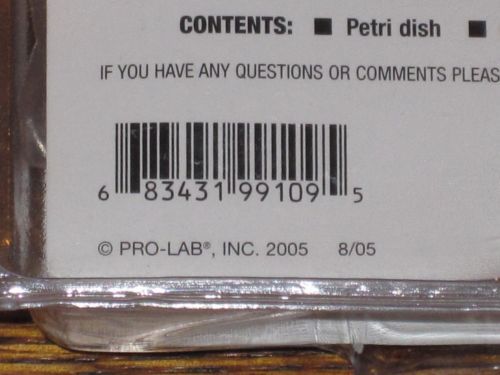 CONTENTS: ■ Petri dish ■
IF YOU HAVE ANY QUESTIONS OR COMMENTS PLEAS
6 83431 99109 5
© PRO-LAB®, INC. 2005 8/05